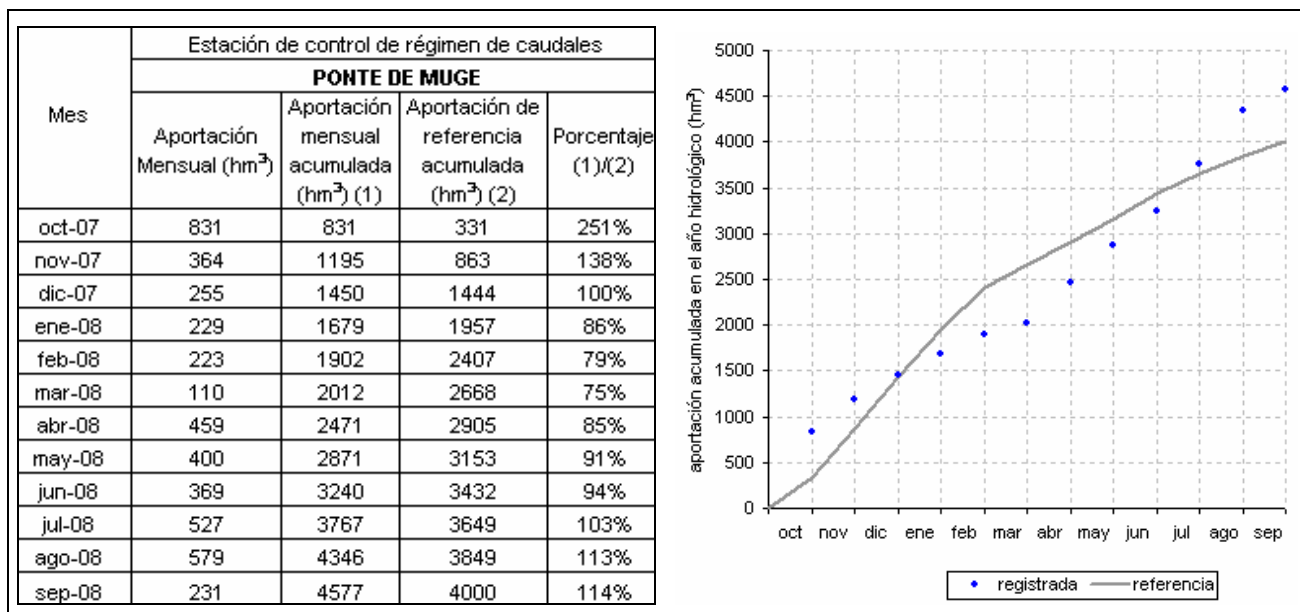 Estación de control de régimen de caudales
PONTE DE MUGE
Mes
Aportación
Mensual (hm³)
Aportación
mensual
acumulada
(hm³) (1)
Aportación de
referencia
acumulada
(hm³) (2)
Porcentaje
(1)/(2)
oct-07 831 831 331 251%
nov-07 364 1195 863 138%
dic-07 255 1450 1444 100%
ene-08 229 1679 1957 86%
feb-08 223 1902 2407 79%
mar-08 110 2012 2668 75%
abr-08 459 2471 2905 85%
may-08 400 2871 3153 91%
jun-08 369 3240 3432 94%
jul-08 527 3767 3649 103%
ago-08 579 4346 3849 113%
sep-08 231 4577 4000 114%
aportación acumulada en el año hidrológico (hm³)
5000
4500
4000
3500
3000
2500
2000
1500
1000
500
0
oct nov dic ene feb mar abr may jun jul ago sep
registrada referencia